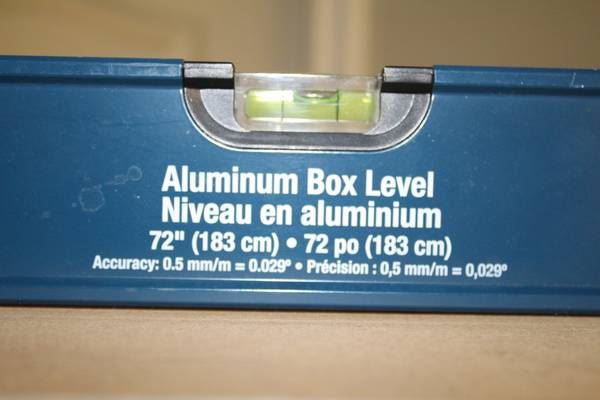 Aluminum Box Level
Niveau en aluminium
72" (183 cm) • 72 po (183 cm)
Accuracy: 0.5 mm/m = 0.029° • Précision : 0,5 mm/m = 0,029°